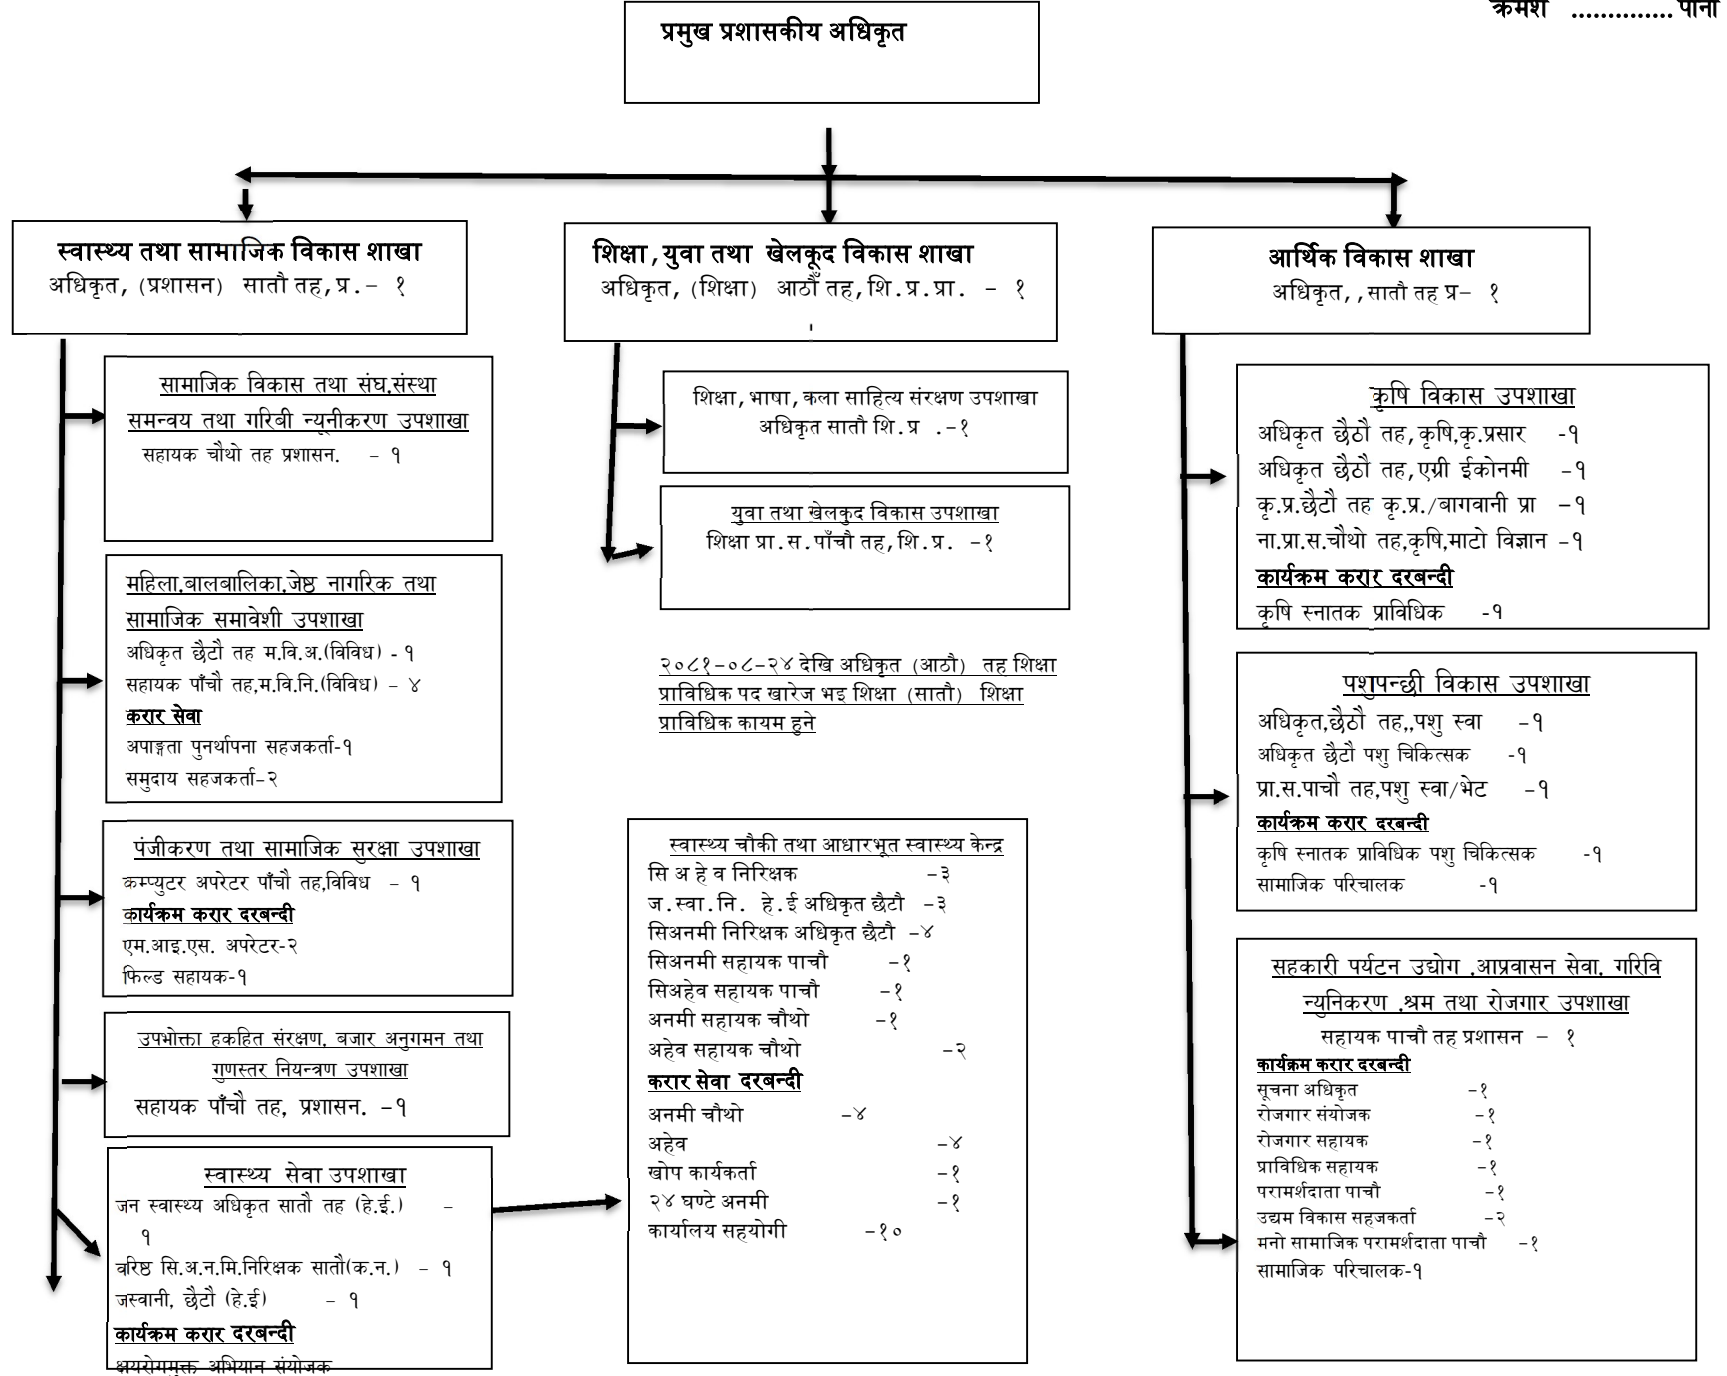 क्रमश ..............पाना
प्रमुख प्रशासकीय अधिकृत
स्वास्थ्य तथा सामाजिक विकास शाखा
अधिकृत, (प्रशासन) सातौ तह,प्र.– १
सामाजिक विकास तथा संघ.संस्था
समन्वय तथा गरिबी न्यूनीकरण उपशाखा
सहायक चौथो तह प्रशासन. – १
महिला.बालबालिका.जेष्ठ नागरिक तथा
सामाजिक समावेशी उपशाखा
अधिकृत छैटौ तह म.वि.अ.(विविध) - १
सहायक पाँचौ तह,म.वि.नि.(विविध) – ४
करार सेवा
अपाङ्गता पुनर्थापना सहजकर्ता-१
समुदाय सहजकर्ता–२
पंजीकरण तथा सामाजिक सुरक्षा उपशाखा
कम्प्युटर अपरेटर पाँचौ तह,विविध – १
कार्यक्रम करार दरबन्दी
एम.आइ.एस. अपरेटर-२
फिल्ड सहायक-१
उपभोक्ता हकहित संरक्षण. बजार अनुगमन तथा
गुणस्तर नियन्त्रण उपशाखा
सहायक पाँचौ तह, प्रशासन. –१
स्वास्थ्य सेवा उपशाखा
जन स्वास्थ्य अधिकृत सातौ तह (हे.ई.) –
१
वरिष्ठ सि.अ.न.मि.निरिक्षक सातौ(क.न.) – १
जस्वानी, छैटौ (हे.ई) – १
कार्यक्रम करार दरबन्दी
क्षयरोगमुक्त अभियान संयोजक
शिक्षा,युवा तथा खेलकूद विकास शाखा
अधिकृत,(शिक्षा) आठौँ तह,शि.प्र.प्रा. – १
शिक्षा,भाषा,कला साहित्य संरक्षण उपशाखा
अधिकृत सातौ शि.प्र .–१
युवा तथा खेलकुद विकास उपशाखा
शिक्षा प्रा.स.पाँचौ तह,शि.प्र. –१
२०८१–०८–२४ देखि अधिकृत (आठौ) तह शिक्षा
प्राविधिक पद खारेज भइ शिक्षा (सातौ) शिक्षा
प्राविधिक कायम हुने
स्वास्थ्य चौकी तथा आधारभूत स्वास्थ्य केन्द्र
सि अ हे व निरिक्षक –३
ज.स्वा.नि. हे.ई अधिकृत छैटौ –३
सिअनमी निरिक्षक अधिकृत छैटौ –४
सिअनमी सहायक पाचौ –१
सिअहेव सहायक पाचौ –१
अनमी सहायक चौथो –१
अहेव सहायक चौथो –२
करार सेवा दरबन्दी
अनमी चौथो –४
अहेव –४
खोप कार्यकर्ता –१
२४ घण्टे अनमी –१
कार्यालय सहयोगी –१०
आर्थिक विकास शाखा
अधिकृत,,सातौ तह प्र– १
कृषि विकास उपशाखा
अधिकृत छैठौ तह,कृषि,कृ.प्रसार -१
अधिकृत छैठौ तह,एग्री ईकोनमी –१
कृ.प्र.छैटौ तह कृ.प्र./बागवानी प्रा –१
ना.प्रा.स.चौथो तह,कृषि,माटो विज्ञान –१
कार्यक्रम करार दरबन्दी
कृषि स्नातक प्राविधिक -१
पशुपन्छी विकास उपशाखा
अधिकृत,छैठौ तह,,पशु स्वा –१
अधिकृत छैटौ पशु चिकित्सक -१
प्रा.स.पाचौ तह,पशु स्वा/भेट –१
कार्यक्रम करार दरबन्दी
कृषि स्नातक प्राविधिक पशु चिकित्सक -१
सामाजिक परिचालक -१
सहकारी पर्यटन उद्योग .आप्रवासन सेवा. गरिवि
न्युनिकरण .श्रम तथा रोजगार उपशाखा
सहायक पाचौ तह प्रशासन – १
कार्यक्रम करार दरबन्दी
सूचना अधिकृत –१
रोजगार संयोजक –१
रोजगार सहायक –१
प्राविधिक सहायक –१
परामर्शदाता पाचौ –१
उद्यम विकास सहजकर्ता –२
मनो सामाजिक परामर्शदाता पाचौ –१
सामाजिक परिचालक-१